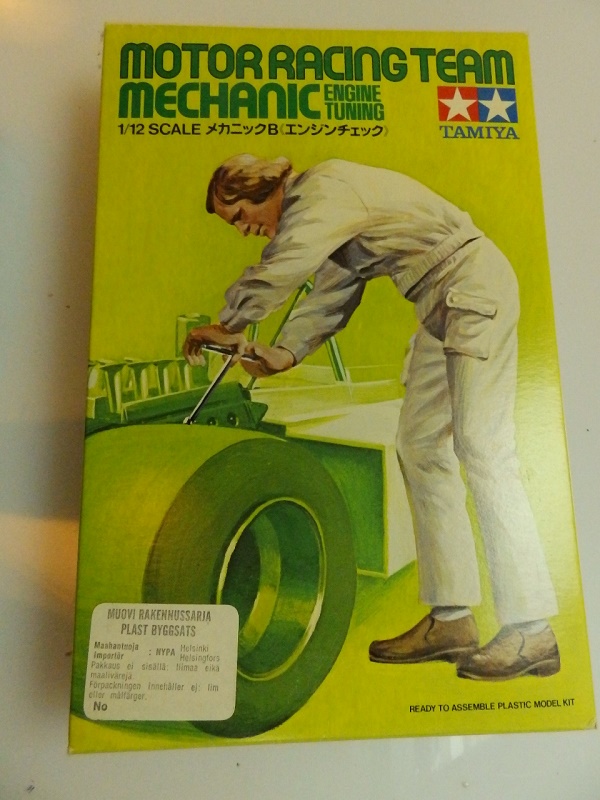 MOTOR RACING TEAM
MECHANIC ENGINE TUNING
1/12 SCALE メカニックB《エンジンチェック》
TAMIYA
MUOVI RAKENNUSSARJA
PLAST BYGGSATS
Maahantuoja : NYPA Helsinki
Importör Helsingfors
Pakkaus ei sisällä: liimaa eikä
maalivärejä.
Förpackningen innehåller ej: lim
eller målfärger.
No
READY TO ASSEMBLE PLASTIC MODEL KIT